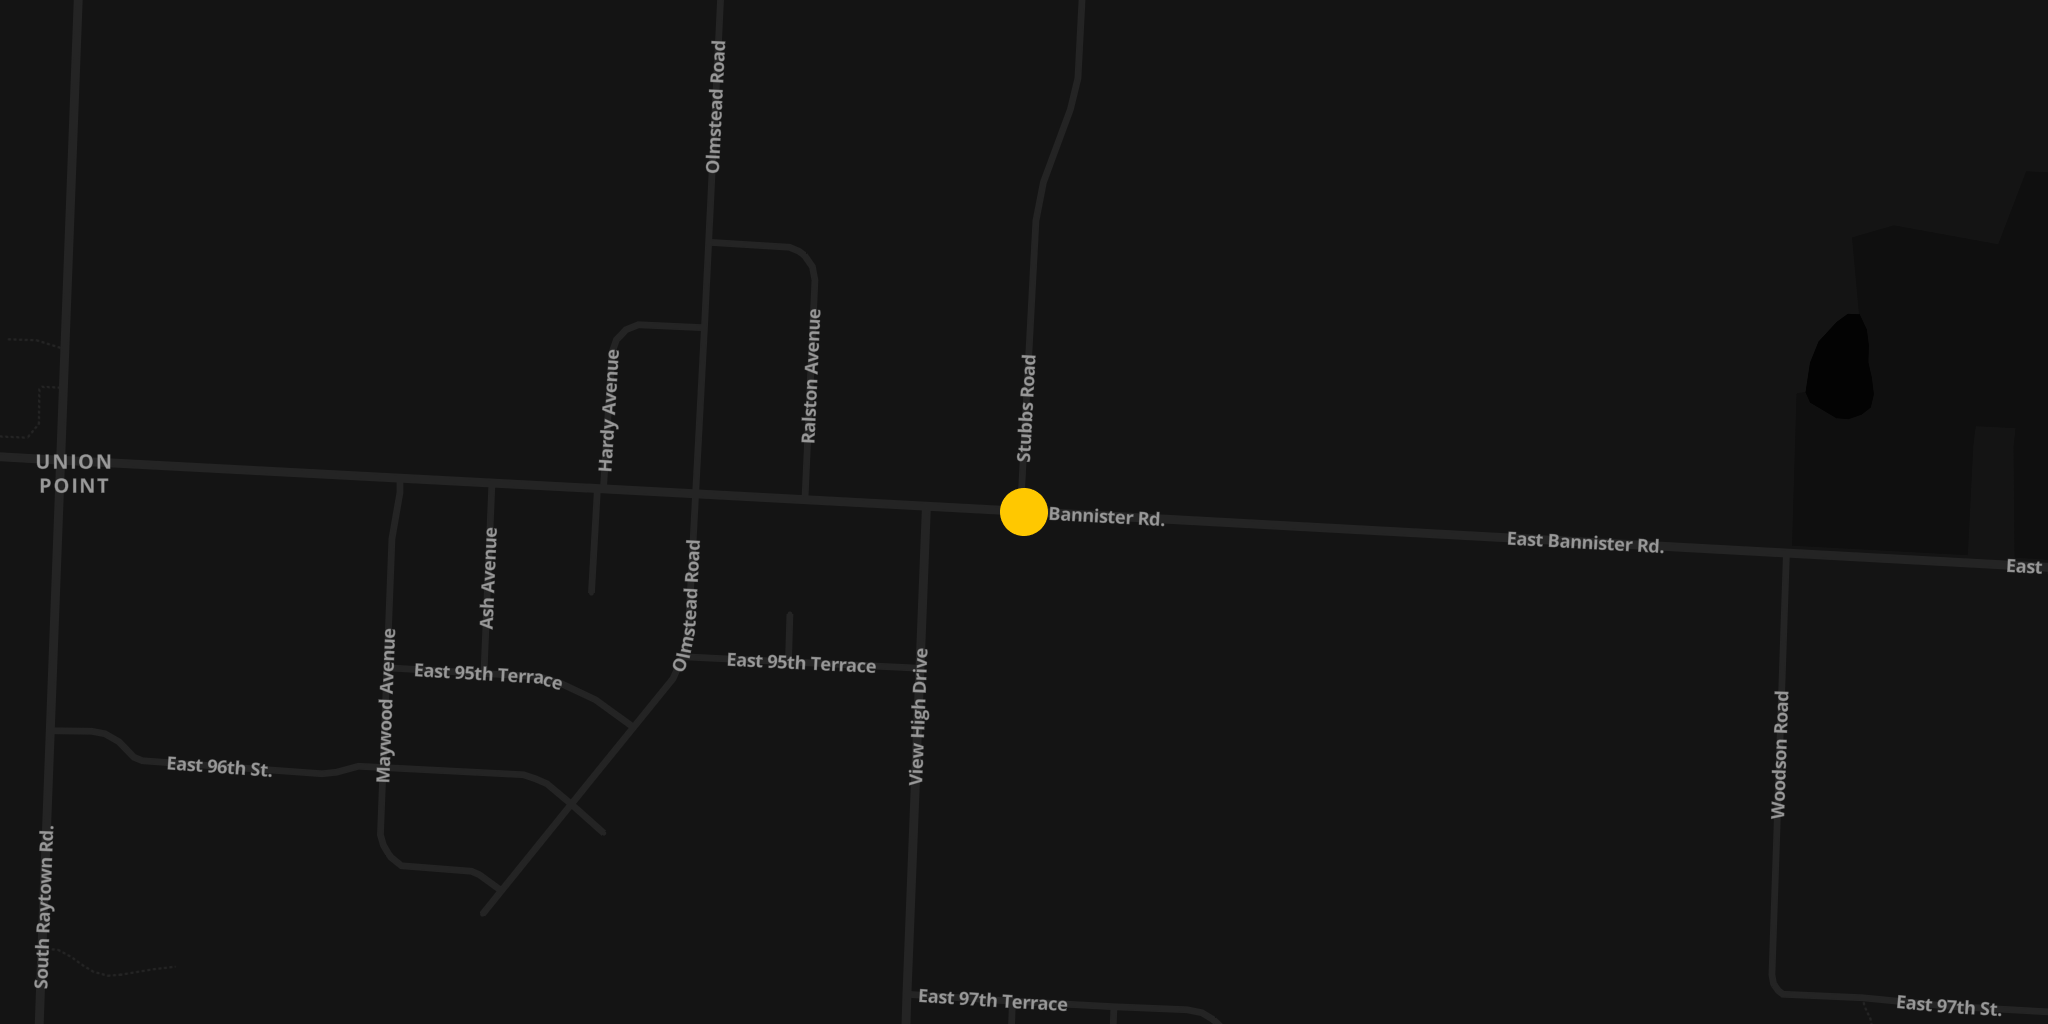 Olmstead Road
Ralston Avenue
Hardy Avenue
Stubbs Road
UNION
POINT
Bannister Rd.
East Bannister Rd.
East
Ash Avenue
Olmstead Road
Maywood Avenue
East 95th Terrace
East 95th Terrace
View High Drive
Woodson Road
East 96th St.
South Raytown Rd.
East 97th Terrace
East 97th St.